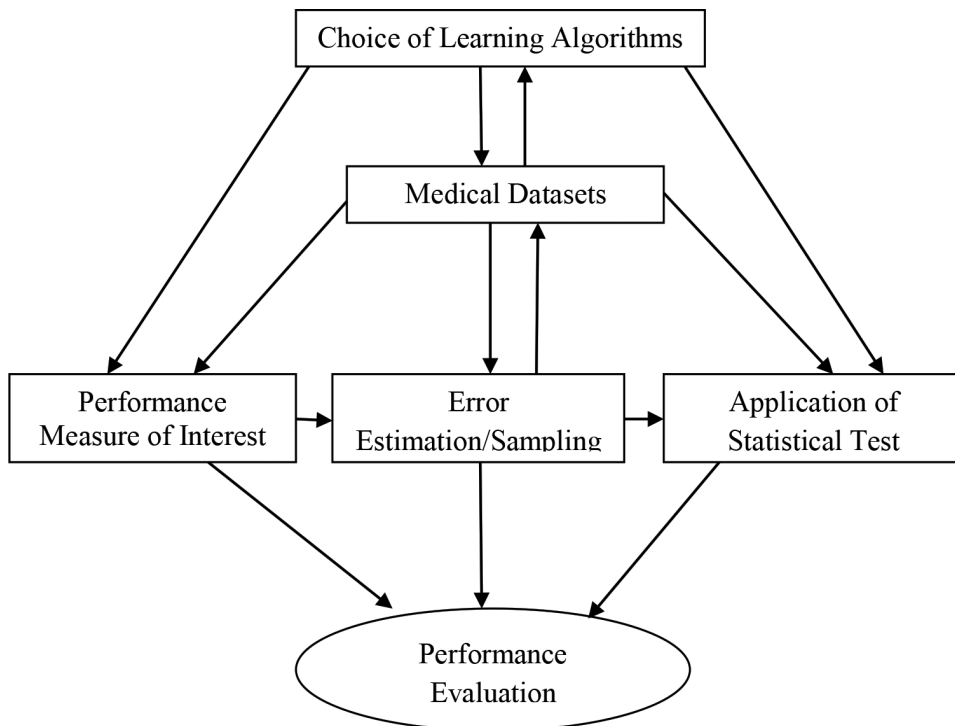 Choice of Learning Algorithms
Medical Datasets
Performance
Measure of Interest
Error
Estimation/Sampling
Application of
Statistical Test
Performance
Evaluation